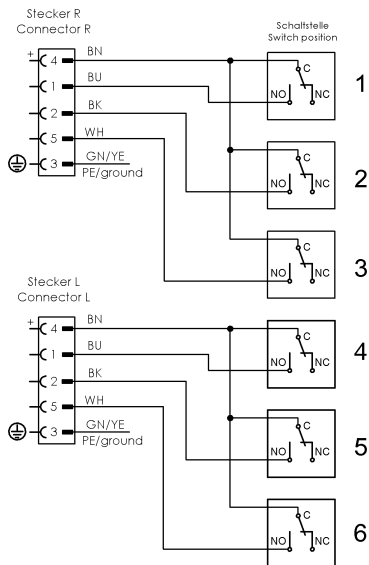 Stecker R
Connector R
Schaltstelle
Switch position
+ 4 BN
1 BU
2 BK
5 WH
3 GN/YE
PE/ground
C
NO NC
1
C
NO NC
2
C
NO NC
3
Stecker L
Connector L
+ 4 BN
1 BU
2 BK
5 WH
3 GN/YE
PE/ground
C
NO NC
4
C
NO NC
5
C
NO NC
6